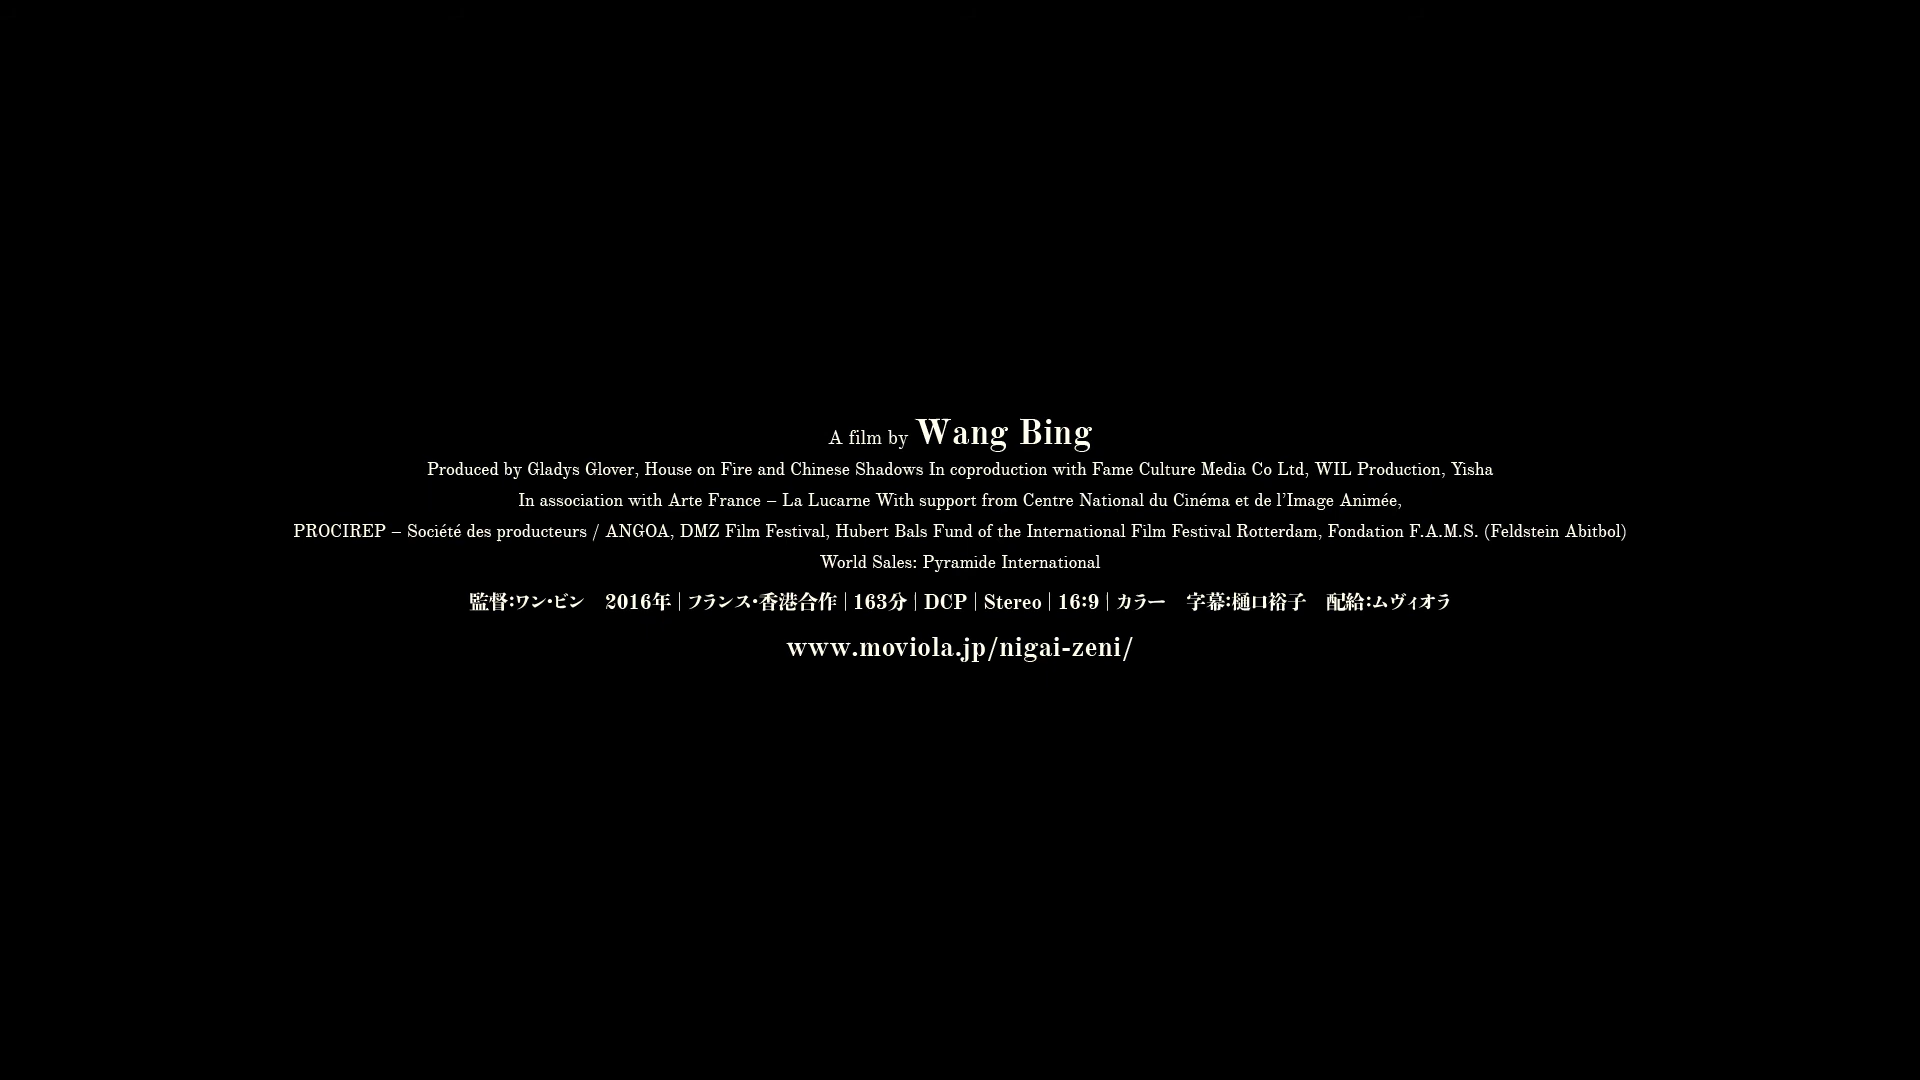 A film by Wang Bing
Produced by Gladys Glover, House on Fire and Chinese Shadows In coproduction with Fame Culture Media Co Ltd, WIL Production, Yisha
In association with Arte France – La Lucarne With support from Centre National du Cinéma et de l’Image Animée,
PROCIREP – Société des producteurs / ANGOA, DMZ Film Festival, Hubert Bals Fund of the International Film Festival Rotterdam, Fondation F.A.M.S. (Feldstein Abitbol)
World Sales: Pyramide International
監督:ワン・ビン　2016年 | フランス・香港合作 | 163分 | DCP | Stereo | 16:9 | カラー　字幕:樋口裕子　配給:ムヴィオラ
www.moviola.jp/nigai-zeni/